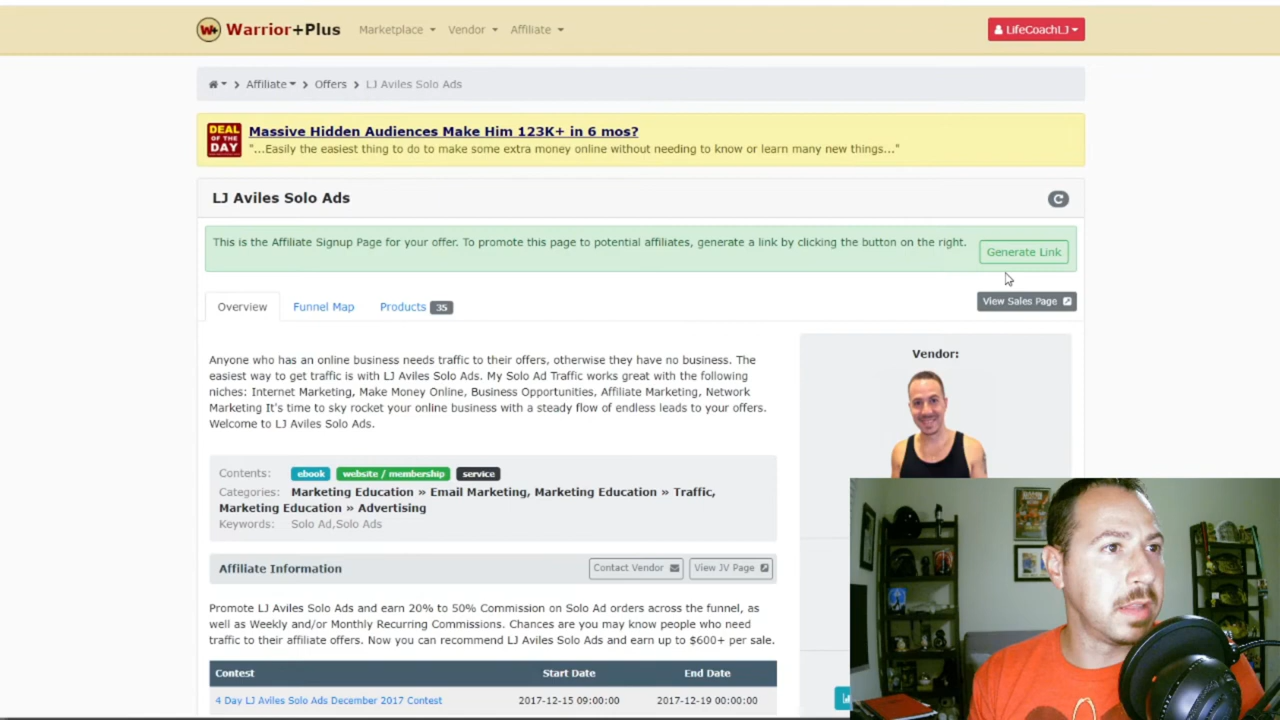 Warrior+Plus Marketplace Vendor Affiliate LifeCoachLJ
Affiliate > Offers > LJ Aviles Solo Ads
DEAL OF THE DAY
Massive Hidden Audiences Make Him 123K+ in 6 mos?
"...Easily the easiest thing to do to make some extra money online without needing to know or learn many new things..."
LJ Aviles Solo Ads
This is the Affiliate Signup Page for your offer. To promote this page to potential affiliates, generate a link by clicking the button on the right.
Generate Link
Overview Funnel Map Products 35
View Sales Page
Anyone who has an online business needs traffic to their offers, otherwise they have no business. The
easiest way to get traffic is with LJ Aviles Solo Ads. My Solo Ad Traffic works great with the following
niches: Internet Marketing, Make Money Online, Business Opportunities, Affiliate Marketing, Network
Marketing It's time to sky rocket your online business with a steady flow of endless leads to your offers.
Welcome to LJ Aviles Solo Ads.
Vendor:
Contents: ebook website / membership service
Categories: Marketing Education » Email Marketing, Marketing Education » Traffic,
Marketing Education » Advertising
Keywords: Solo Ad,Solo Ads
Affiliate Information Contact Vendor View JV Page
Promote LJ Aviles Solo Ads and earn 20% to 50% Commission on Solo Ad orders across the funnel, as
well as Weekly and/or Monthly Recurring Commissions. Chances are you may know people who need
traffic to their affiliate offers. Now you can recommend LJ Aviles Solo Ads and earn up to $600+ per sale.
Contest Start Date End Date
4 Day LJ Aviles Solo Ads December 2017 Contest 2017-12-15 09:00:00 2017-12-19 00:00:00